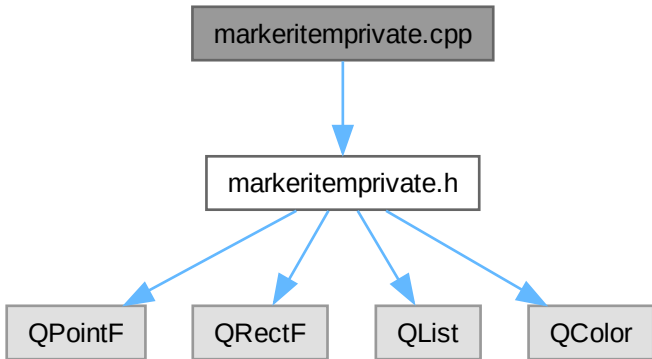 markeritemprivate.cpp
markeritemprivate.h
QPointF
QRectF
QList
QColor